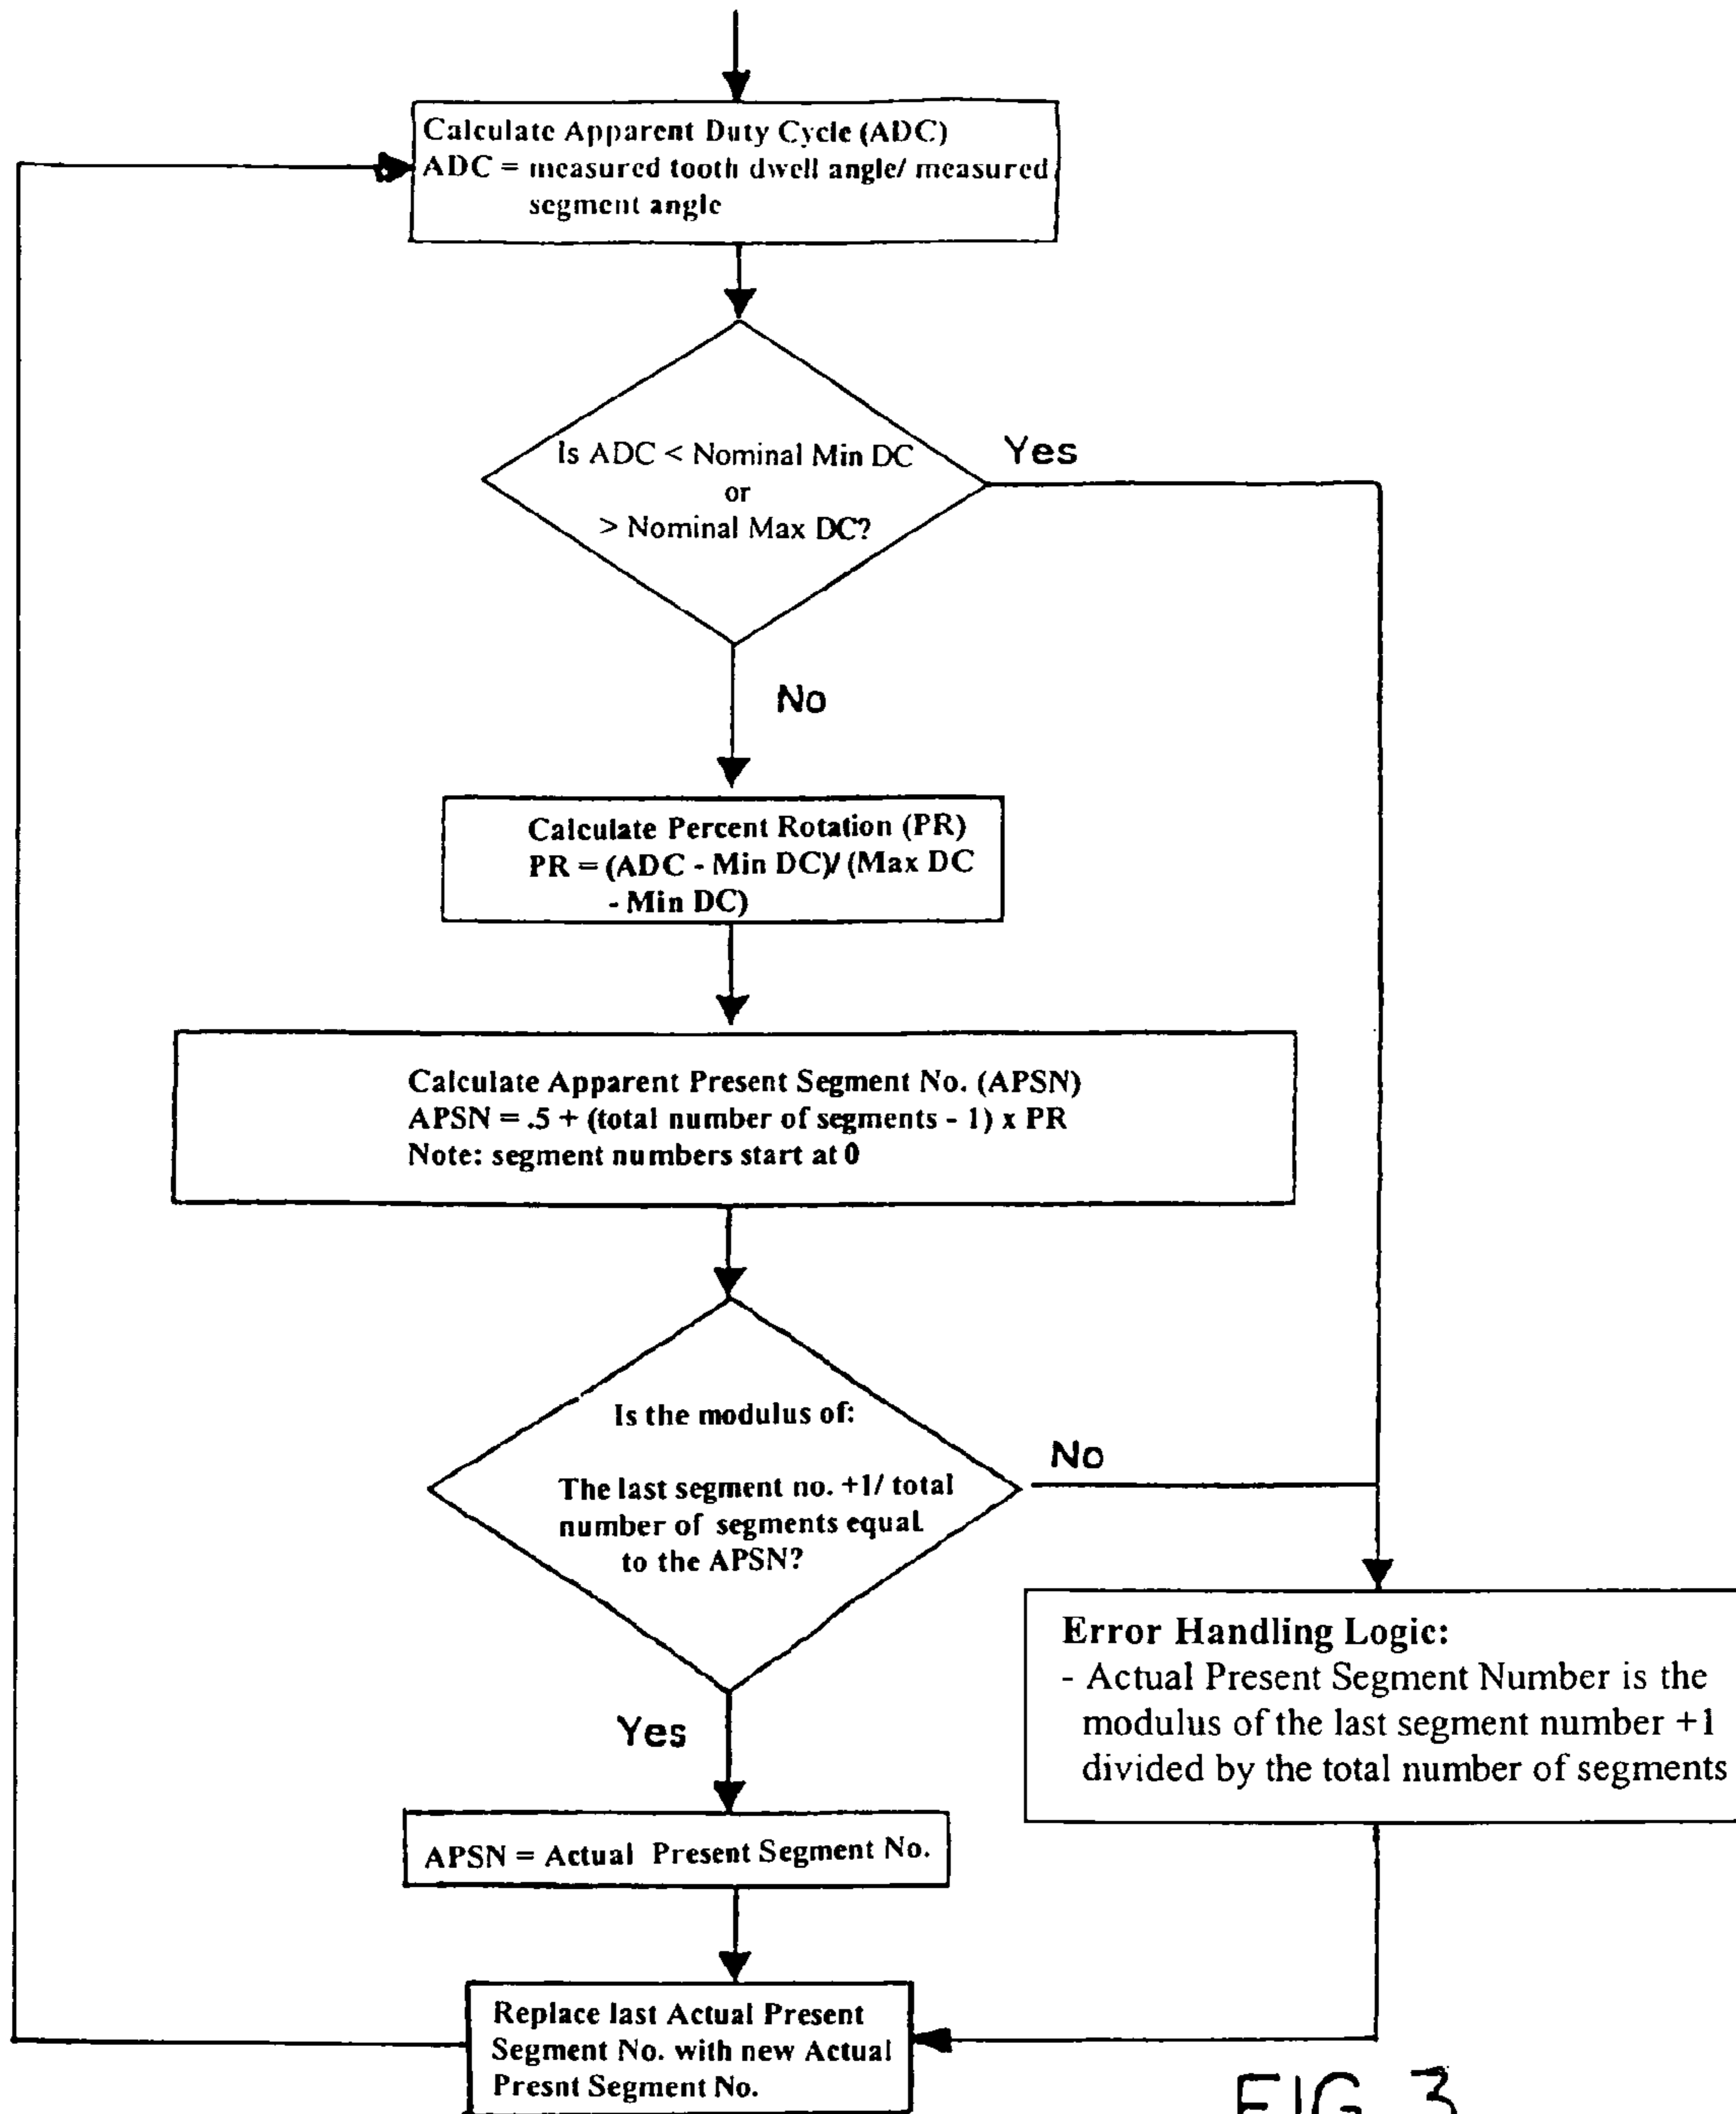 Calculate Apparent Duty Cycle (ADC)
ADC = measured tooth dwell angle/ measured
segment angle
Is ADC < Nominal Min DC
or
> Nominal Max DC?
Yes
No
Calculate Percent Rotation (PR)
PR = (ADC - Min DC)/ (Max DC
- Min DC)
Calculate Apparent Present Segment No. (APSN)
APSN = .5 + (total number of segments - 1) x PR
Note: segment numbers start at 0
Is the modulus of:
The last segment no. +1/ total
number of segments equal
to the APSN?
No
Yes
Error Handling Logic:
- Actual Present Segment Number is the
modulus of the last segment number +1
divided by the total number of segments
APSN = Actual Present Segment No.
Replace last Actual Present
Segment No. with new Actual
Presnt Segment No.
FIG. 3